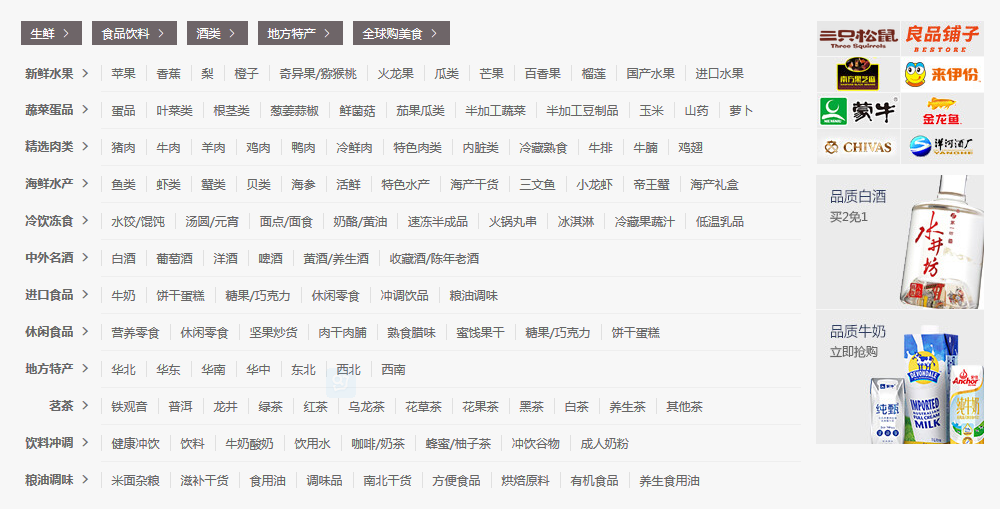 生鲜 食品饮料 酒类 地方特产 全球购美食
新鲜水果 苹果 香蕉 梨 橙子 奇异果/猕猴桃 火龙果 瓜类 芒果 百香果 榴莲 国产水果 进口水果
蔬菜蛋品 蛋品 叶菜类 根茎类 葱姜蒜椒 鲜菌菇 茄果瓜类 半加工蔬菜 半加工豆制品 玉米 山药 萝卜
精选肉类 猪肉 牛肉 羊肉 鸡肉 鸭肉 冷鲜肉 特色肉类 内脏类 冷藏熟食 牛排 牛腩 鸡翅
海鲜水产 鱼类 虾类 蟹类 贝类 海参 活鲜 特色水产 海产干货 三文鱼 小龙虾 帝王蟹 海产礼盒
冷饮冻食 水饺/馄饨 汤圆/元宵 面点/面食 奶酪/黄油 速冻半成品 火锅丸串 冰淇淋 冷藏果蔬汁 低温乳品
中外名酒 白酒 葡萄酒 洋酒 啤酒 黄酒/养生酒 收藏酒/陈年老酒
进口食品 牛奶 饼干蛋糕 糖果/巧克力 休闲零食 冲调饮品 粮油调味
休闲食品 营养零食 休闲零食 坚果炒货 肉干肉脯 熟食腊味 蜜饯果干 糖果/巧克力 饼干蛋糕
地方特产 华北 华东 华南 华中 东北 西北 西南
茗茶 铁观音 普洱 龙井 绿茶 红茶 乌龙茶 花草茶 花果茶 黑茶 白茶 养生茶 其他茶
饮料冲调 健康冲饮 饮料 牛奶酸奶 饮用水 咖啡/奶茶 蜂蜜/柚子茶 冲饮谷物 成人奶粉
粮油调味 米面杂粮 滋补干货 食用油 调味品 南北干货 方便食品 烘焙原料 有机食品 养生食用油
三只松鼠 良品铺子
Three Squirrels BESTORE
南方黑芝麻 来伊份
蒙牛 金龙鱼
CHIVAS 洋河酒厂
品质白酒
买2免1
水井坊
品质牛奶
立即抢购
DEVONDALE
Anchor
纯甄
纯牛奶
IMPORTED
AUSTRALIAN
FULL CREAM
MILK